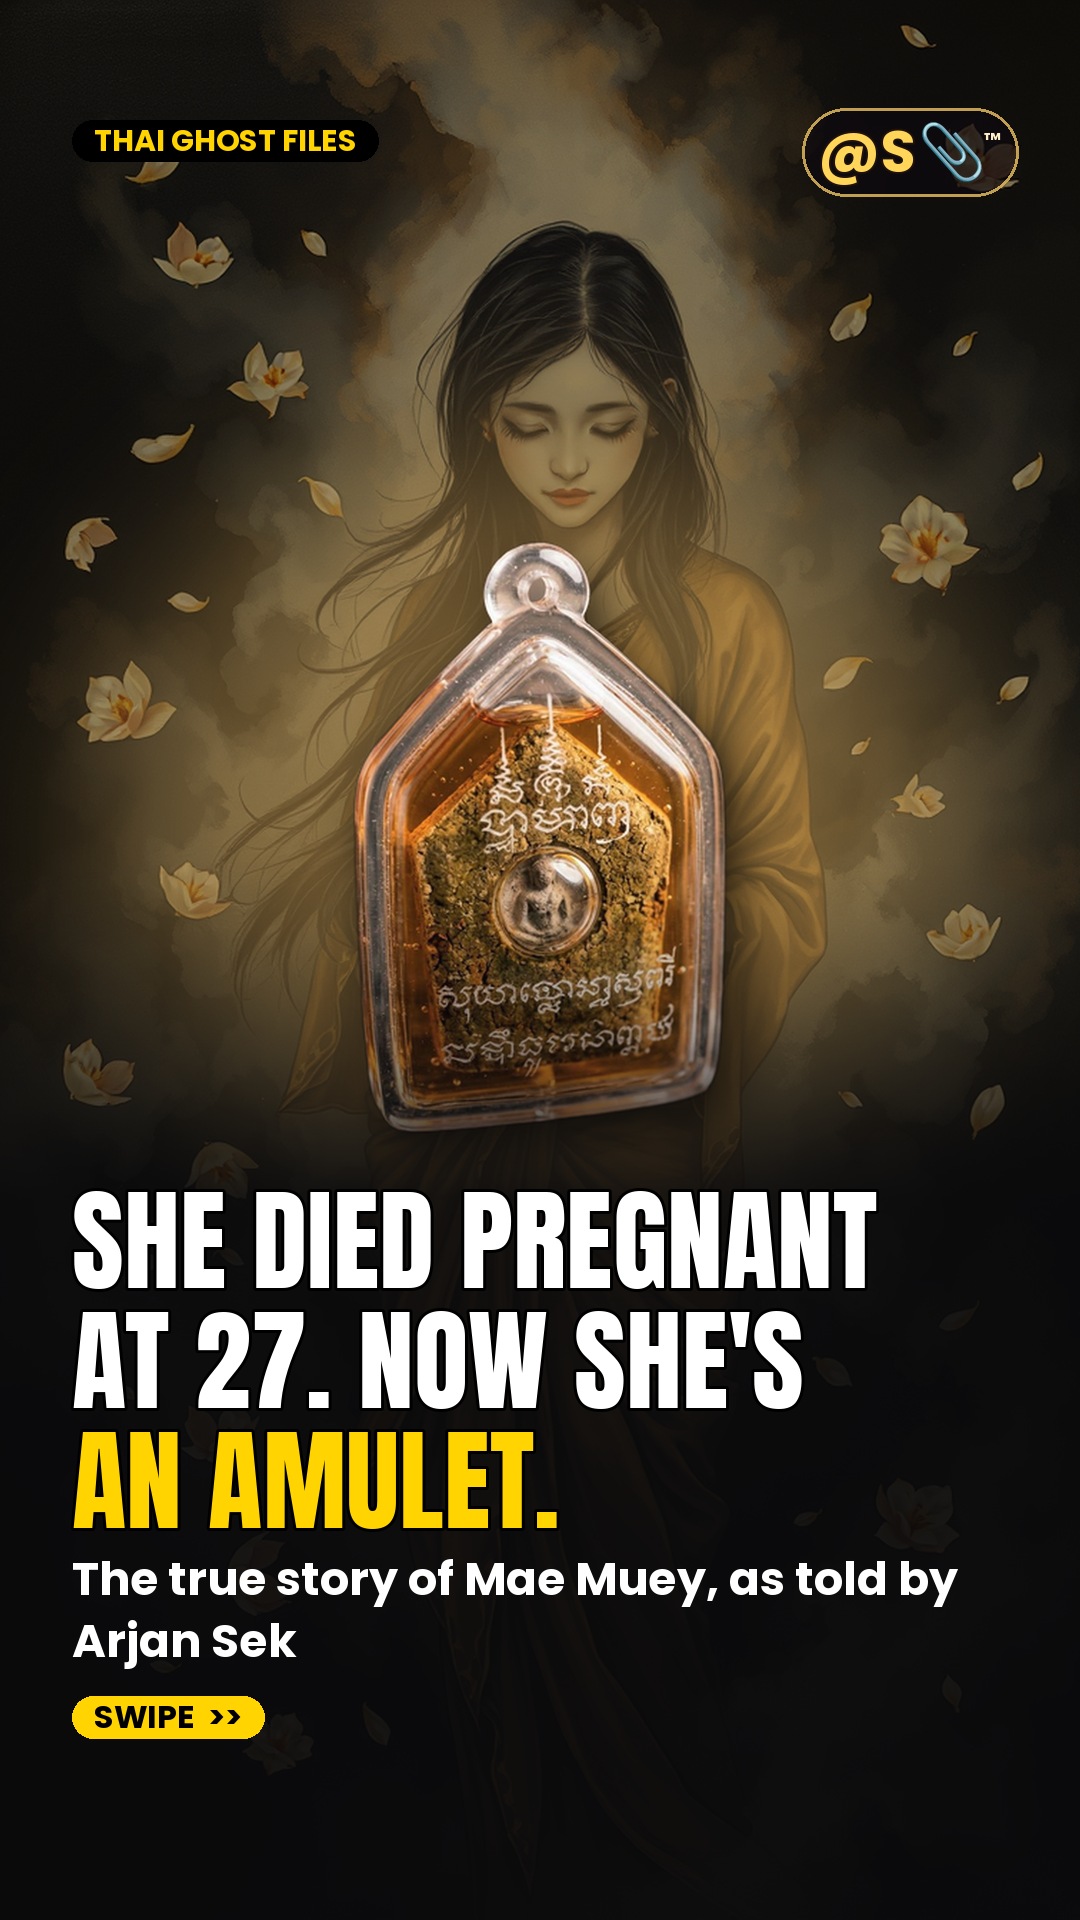 THAI GHOST FILES
@S📎™
SHE DIED PREGNANT
AT 27. NOW SHE'S
AN AMULET.
The true story of Mae Muey, as told by
Arjan Sek
SWIPE >>